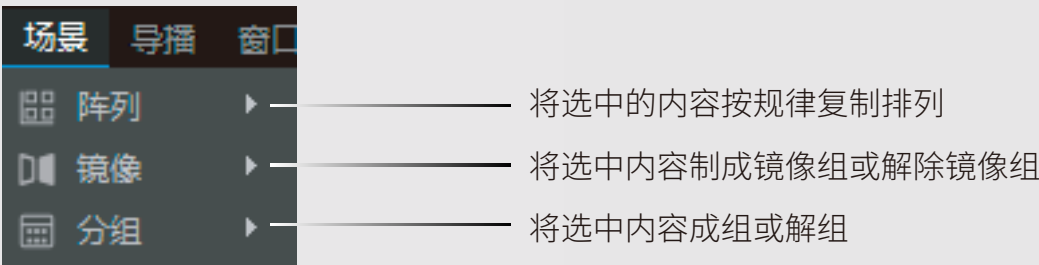 场景 导播 窗口
阵列 将选中的内容按规律复制排列
镜像 将选中内容制成镜像组或解除镜像组
分组 将选中内容成组或解组